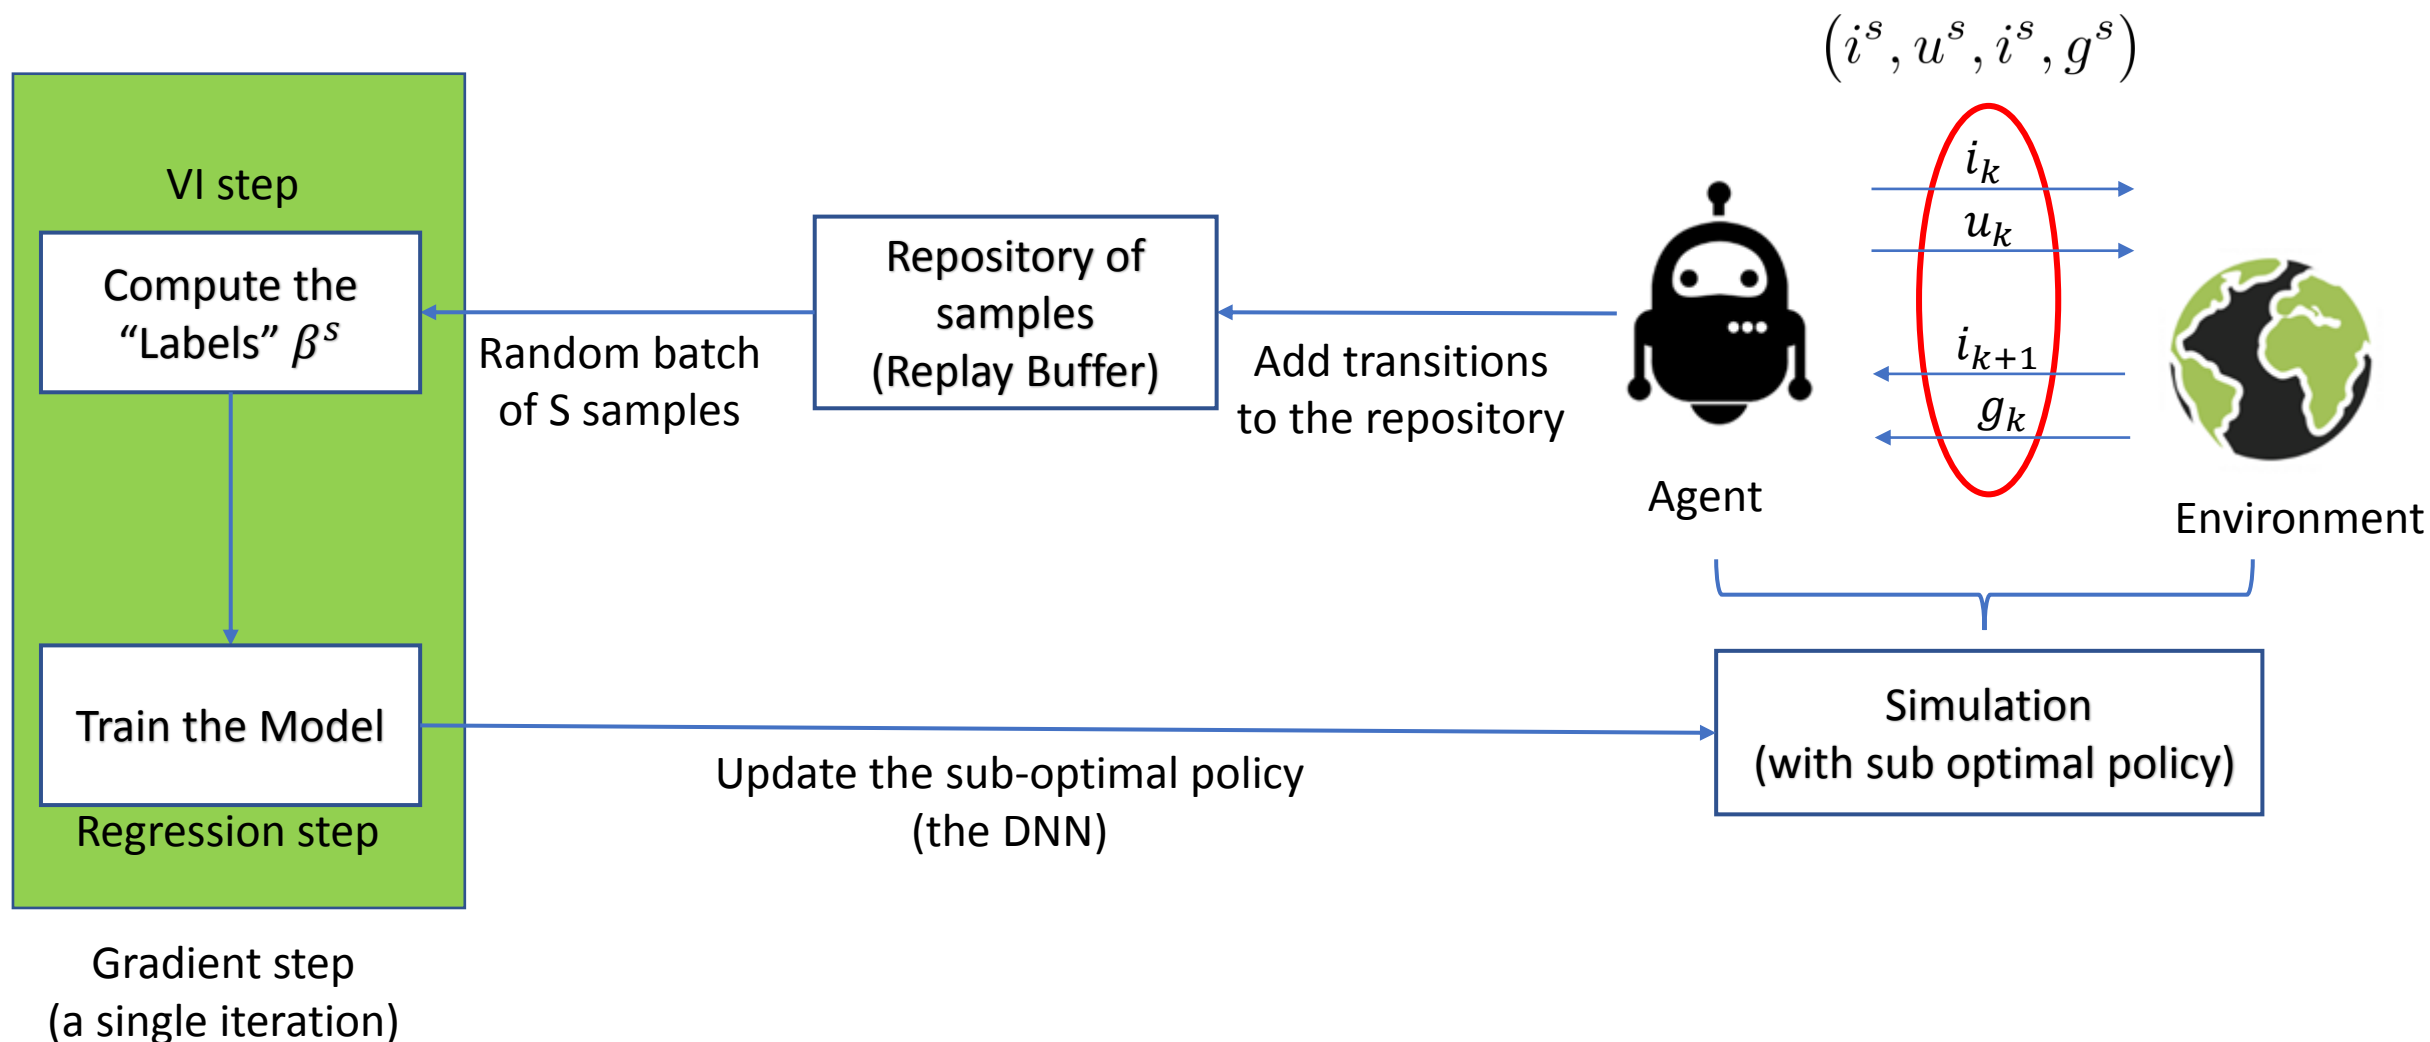 (i^s, u^s, i^s, g^s)
VI step
Compute the
“Labels” β^s
Random batch
of S samples
Repository of
samples
(Replay Buffer)
Add transitions
to the repository
i_k
u_k
i_{k+1}
g_k
Agent
Environment
Train the Model
Regression step
Update the sub-optimal policy
(the DNN)
Simulation
(with sub optimal policy)
Gradient step
(a single iteration)